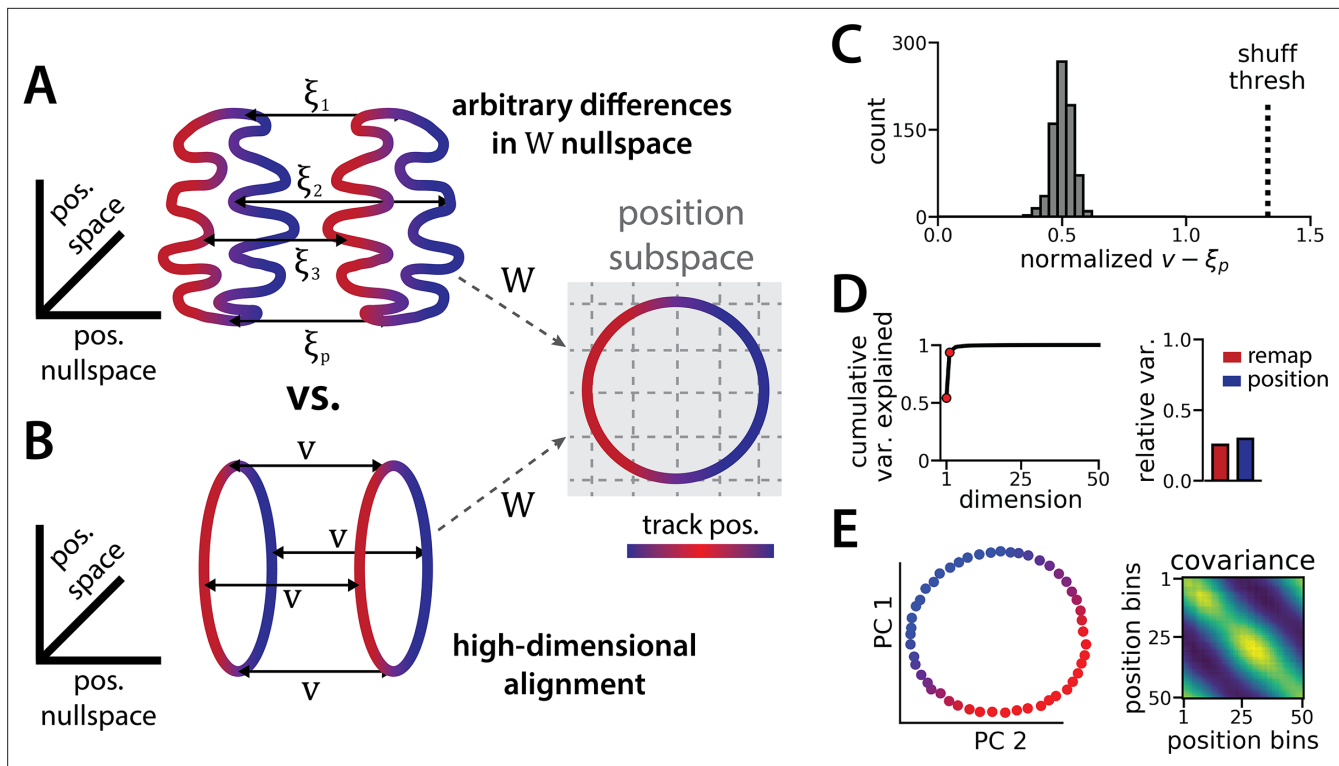 A
pos.
space
pos.
nullspace
ξ1
ξ2
ξ3
ξp
arbitrary differences
in W nullspace
W
position
subspace
W
track pos.
vs.
B
pos.
space
pos.
nullspace
v
v
v
v
high-dimensional
alignment
C
300
150
0
count
shuff
thresh
0.0
0.5
1.0
1.5
normalized v − ξp
D
cumulative
var. explained
1
0.5
0
1
25
50
dimension
relative var.
1.0
0.5
0.0
remap
position
E
PC 1
PC 2
covariance
position bins
1
25
50
1
25
50
position bins